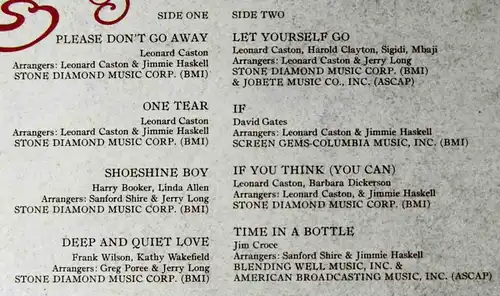 SIDE ONE
PLEASE DON'T GO AWAY
Leonard Caston
Arrangers: Leonard Caston & Jimmie Haskell
STONE DIAMOND MUSIC CORP. (BMI)
ONE TEAR
Leonard Caston
Arrangers: Leonard Caston & Jimmie Haskell
STONE DIAMOND MUSIC CORP. (BMI)
SHOESHINE BOY
Harry Booker, Linda Allen
Arrangers: Sanford Shire & Jerry Long
STONE DIAMOND MUSIC CORP. (BMI)
DEEP AND QUIET LOVE
Frank Wilson, Kathy Wakefield
Arrangers: Greg Poree & Jerry Long
STONE DIAMOND MUSIC CORP. (BMI)
SIDE TWO
LET YOURSELF GO
Leonard Caston, Harold Clayton, Sigidi, Mbaji
Arrangers: Leonard Caston & Jerry Long
STONE DIAMOND MUSIC CORP. (BMI)
& JOBETE MUSIC CO., INC. (ASCAP)
IF
David Gates
Arrangers: Leonard Caston & Jimmie Haskell
SCREEN GEMS-COLUMBIA MUSIC, INC. (BMI)
IF YOU THINK (YOU CAN)
Leonard Caston, Barbara Dickerson
Arrangers: Leonard Caston, & Jimmie Haskell
STONE DIAMOND MUSIC CORP. (BMI)
TIME IN A BOTTLE
Jim Croce
Arrangers: Sanford Shire & Jimmie Haskell
BLENDING WELL MUSIC, INC. &
AMERICAN BROADCASTING MUSIC, INC. (ASCAP)